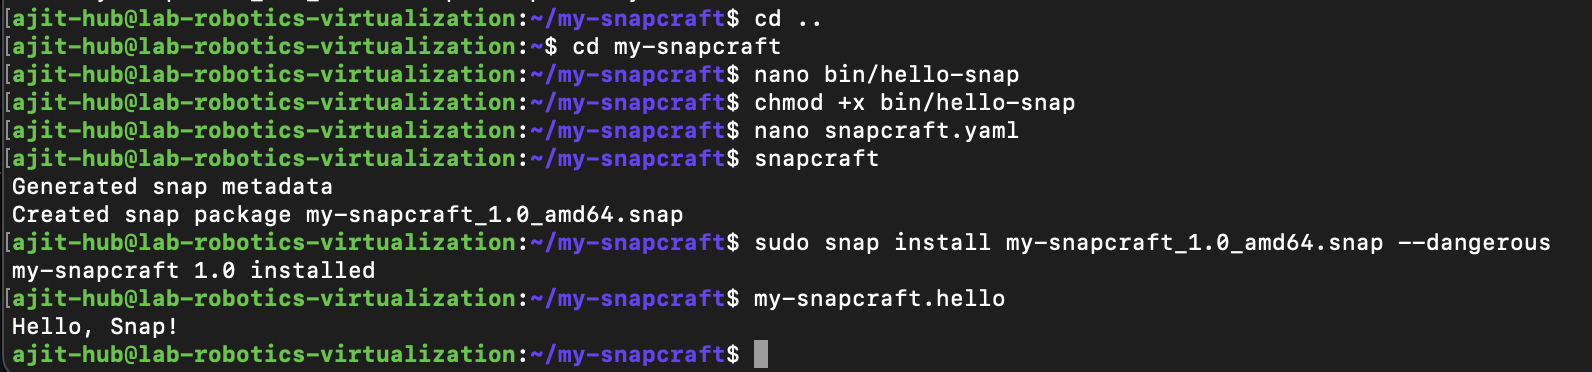 [ajit-hub@lab-robotics-virtualization:~/my-snapcraft$ cd ..
[ajit-hub@lab-robotics-virtualization:~$ cd my-snapcraft
[ajit-hub@lab-robotics-virtualization:~/my-snapcraft$ nano bin/hello-snap
[ajit-hub@lab-robotics-virtualization:~/my-snapcraft$ chmod +x bin/hello-snap
[ajit-hub@lab-robotics-virtualization:~/my-snapcraft$ nano snapcraft.yaml
[ajit-hub@lab-robotics-virtualization:~/my-snapcraft$ snapcraft
Generated snap metadata
Created snap package my-snapcraft_1.0_amd64.snap
[ajit-hub@lab-robotics-virtualization:~/my-snapcraft$ sudo snap install my-snapcraft_1.0_amd64.snap --dangerous
my-snapcraft 1.0 installed
[ajit-hub@lab-robotics-virtualization:~/my-snapcraft$ my-snapcraft.hello
Hello, Snap!
ajit-hub@lab-robotics-virtualization:~/my-snapcraft$